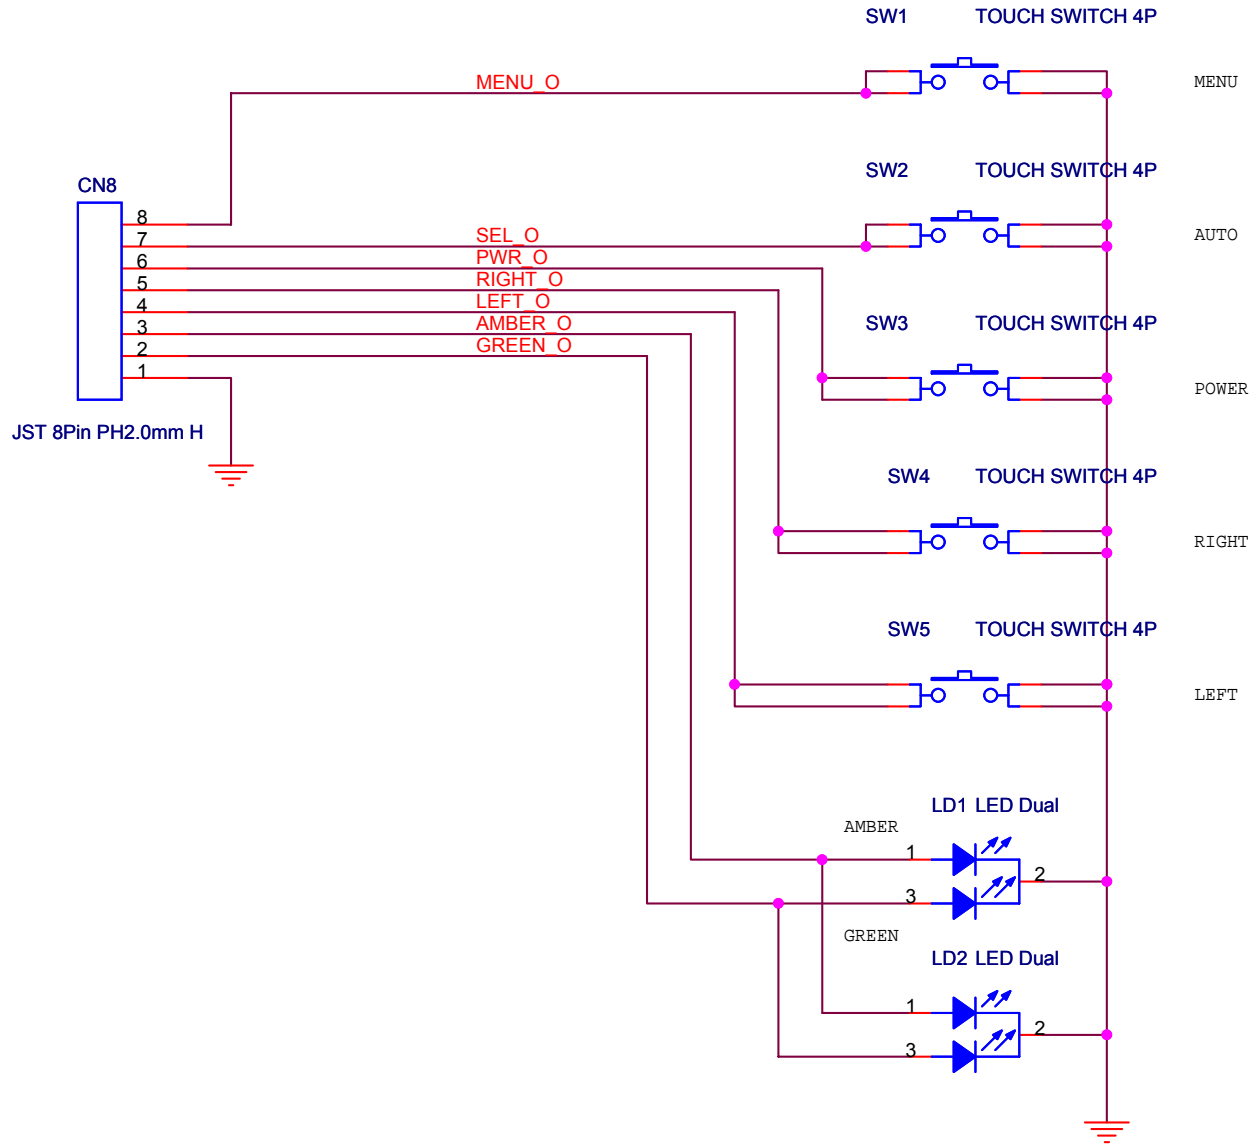 SW1 TOUCH SWITCH 4P
MENU_O
MENU
SW2 TOUCH SWITCH 4P
CN8
8
7
6
5
4
3
2
1
SEL_O
PWR_O
RIGHT_O
LEFT_O
AMBER_O
GREEN_O
AUTO
SW3 TOUCH SWITCH 4P
POWER
JST 8Pin PH2.0mm H
SW4 TOUCH SWITCH 4P
RIGHT
SW5 TOUCH SWITCH 4P
LEFT
LD1 LED Dual
AMBER
1
2
3
GREEN
LD2 LED Dual
1
2
3